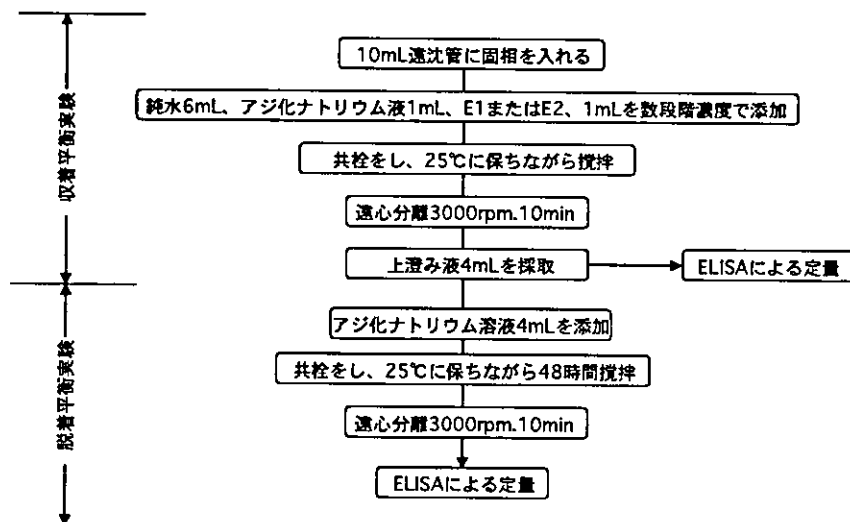 10mL遠沈管に固相を入れる
純水6mL、アジ化ナトリウム液1mL、E1またはE2、1mLを数段階濃度で添加
共栓をし、25℃に保ちながら撹拌
遠心分離3000rpm.10min
上澄み液4mLを採取
ELISAによる定量
アジ化ナトリウム溶液4mLを添加
共栓をし、25℃に保ちながら48時間撹拌
遠心分離3000rpm.10min
ELISAによる定量
収着平衡実験
脱着平衡実験